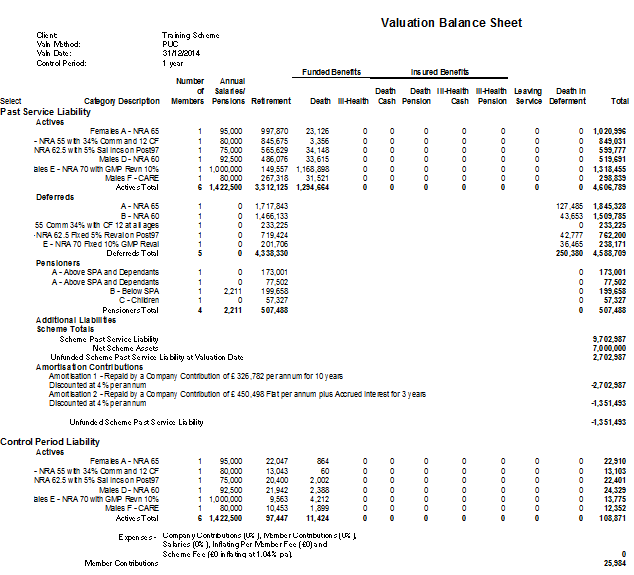 Valuation Balance Sheet
Client: Training Scheme
Valn Method: PUC
Valn Date: 31/12/2014
Control Period: 1 year
Funded Benefits Insured Benefits
Number Annual Death Death Ill-Health Ill-Health Leaving Death in
of Salaries/
Select Category Description Members Pensions Retirement Death Ill-Health Cash Pension Cash Pension Service Deferment Total
Past Service Liability
Actives
Females A - NRA 65 1 95,000 997,870 23,126 0 0 0 0 0 0 0 1,020,996
- NRA 55 with 34% Comm and 12 CF 1 80,000 845,675 3,356 0 0 0 0 0 0 0 849,031
NRA 62.5 with 5% Sal Incs on Post97 1 75,000 565,629 34,148 0 0 0 0 0 0 0 599,777
Males D - NRA 60 1 92,500 486,076 33,615 0 0 0 0 0 0 0 519,691
ales E - NRA 70 with GMP Revn 10% 1 1,000,000 149,557 1,168,898 0 0 0 0 0 0 0 1,318,455
Males F - CARE 1 80,000 267,318 31,521 0 0 0 0 0 0 0 298,839
Actives Total 6 1,422,500 3,312,125 1,294,664 0 0 0 0 0 0 0 4,606,789
Deferreds
A - NRA 65 1 0 1,717,843 127,485 1,845,328
B - NRA 60 1 0 1,466,133 43,653 1,509,785
55 Comm 34% with CF 12 at all ages 1 0 233,225 0 233,225
-NRA 62.5 Fixed 5% Reval on Post97 1 0 719,424 42,777 762,200
E - NRA 70 Fixed 10% GMP Reval 1 0 201,706 36,465 238,171
Deferreds Total 5 0 4,338,330 250,380 4,588,709
Pensioners
A - Above SPA and Dependants 1 0 173,001 0 173,001
A - Above SPA and Dependants 1 0 77,502 0 77,502
B - Below SPA 1 2,211 199,658 0 199,658
C - Children 1 0 57,327 0 57,327
Pensioners Total 4 2,211 507,488 0 507,488
Additional Liabilities
Scheme Totals
Scheme Past Service Liability 9,702,987
Net Scheme Assets 7,000,000
Unfunded Scheme Past Service Liability at Valuation Date 2,702,987
Amortisation Contributions
Amortisation 1 - Repaid by a Company Contribution of £ 326,782 per annum for 10 years
Discounted at 4% per annum -2,702,987
Amortisation 2 - Repaid by a Company Contribution of £ 450,498 Flat per annum plus Accrued Interest for 3 years
Discounted at 4% per annum -1,351,493
Unfunded Scheme Past Service Liability -1,351,493
Control Period Liability
Actives
Females A - NRA 65 1 95,000 22,047 864 0 0 0 0 0 0 0 22,910
- NRA 55 with 34% Comm and 12 CF 1 80,000 13,043 60 0 0 0 0 0 0 0 13,103
NRA 62.5 with 5% Sal Incs on Post97 1 75,000 20,400 2,002 0 0 0 0 0 0 0 22,401
Males D - NRA 60 1 92,500 21,942 2,388 0 0 0 0 0 0 0 24,329
ales E - NRA 70 with GMP Revn 10% 1 1,000,000 9,563 4,212 0 0 0 0 0 0 0 13,775
Males F - CARE 1 80,000 10,453 1,899 0 0 0 0 0 0 0 12,352
Actives Total 6 1,422,500 97,447 11,424 0 0 0 0 0 0 0 108,871
Expenses - Company Contributions (0% ), Member Contributions (0% ),
Salaries (0% ), Inflating Per Member Fee (£0) and
Scheme Fee (£0 inflating at 1.04% pa). 0
Member Contributions 25,984